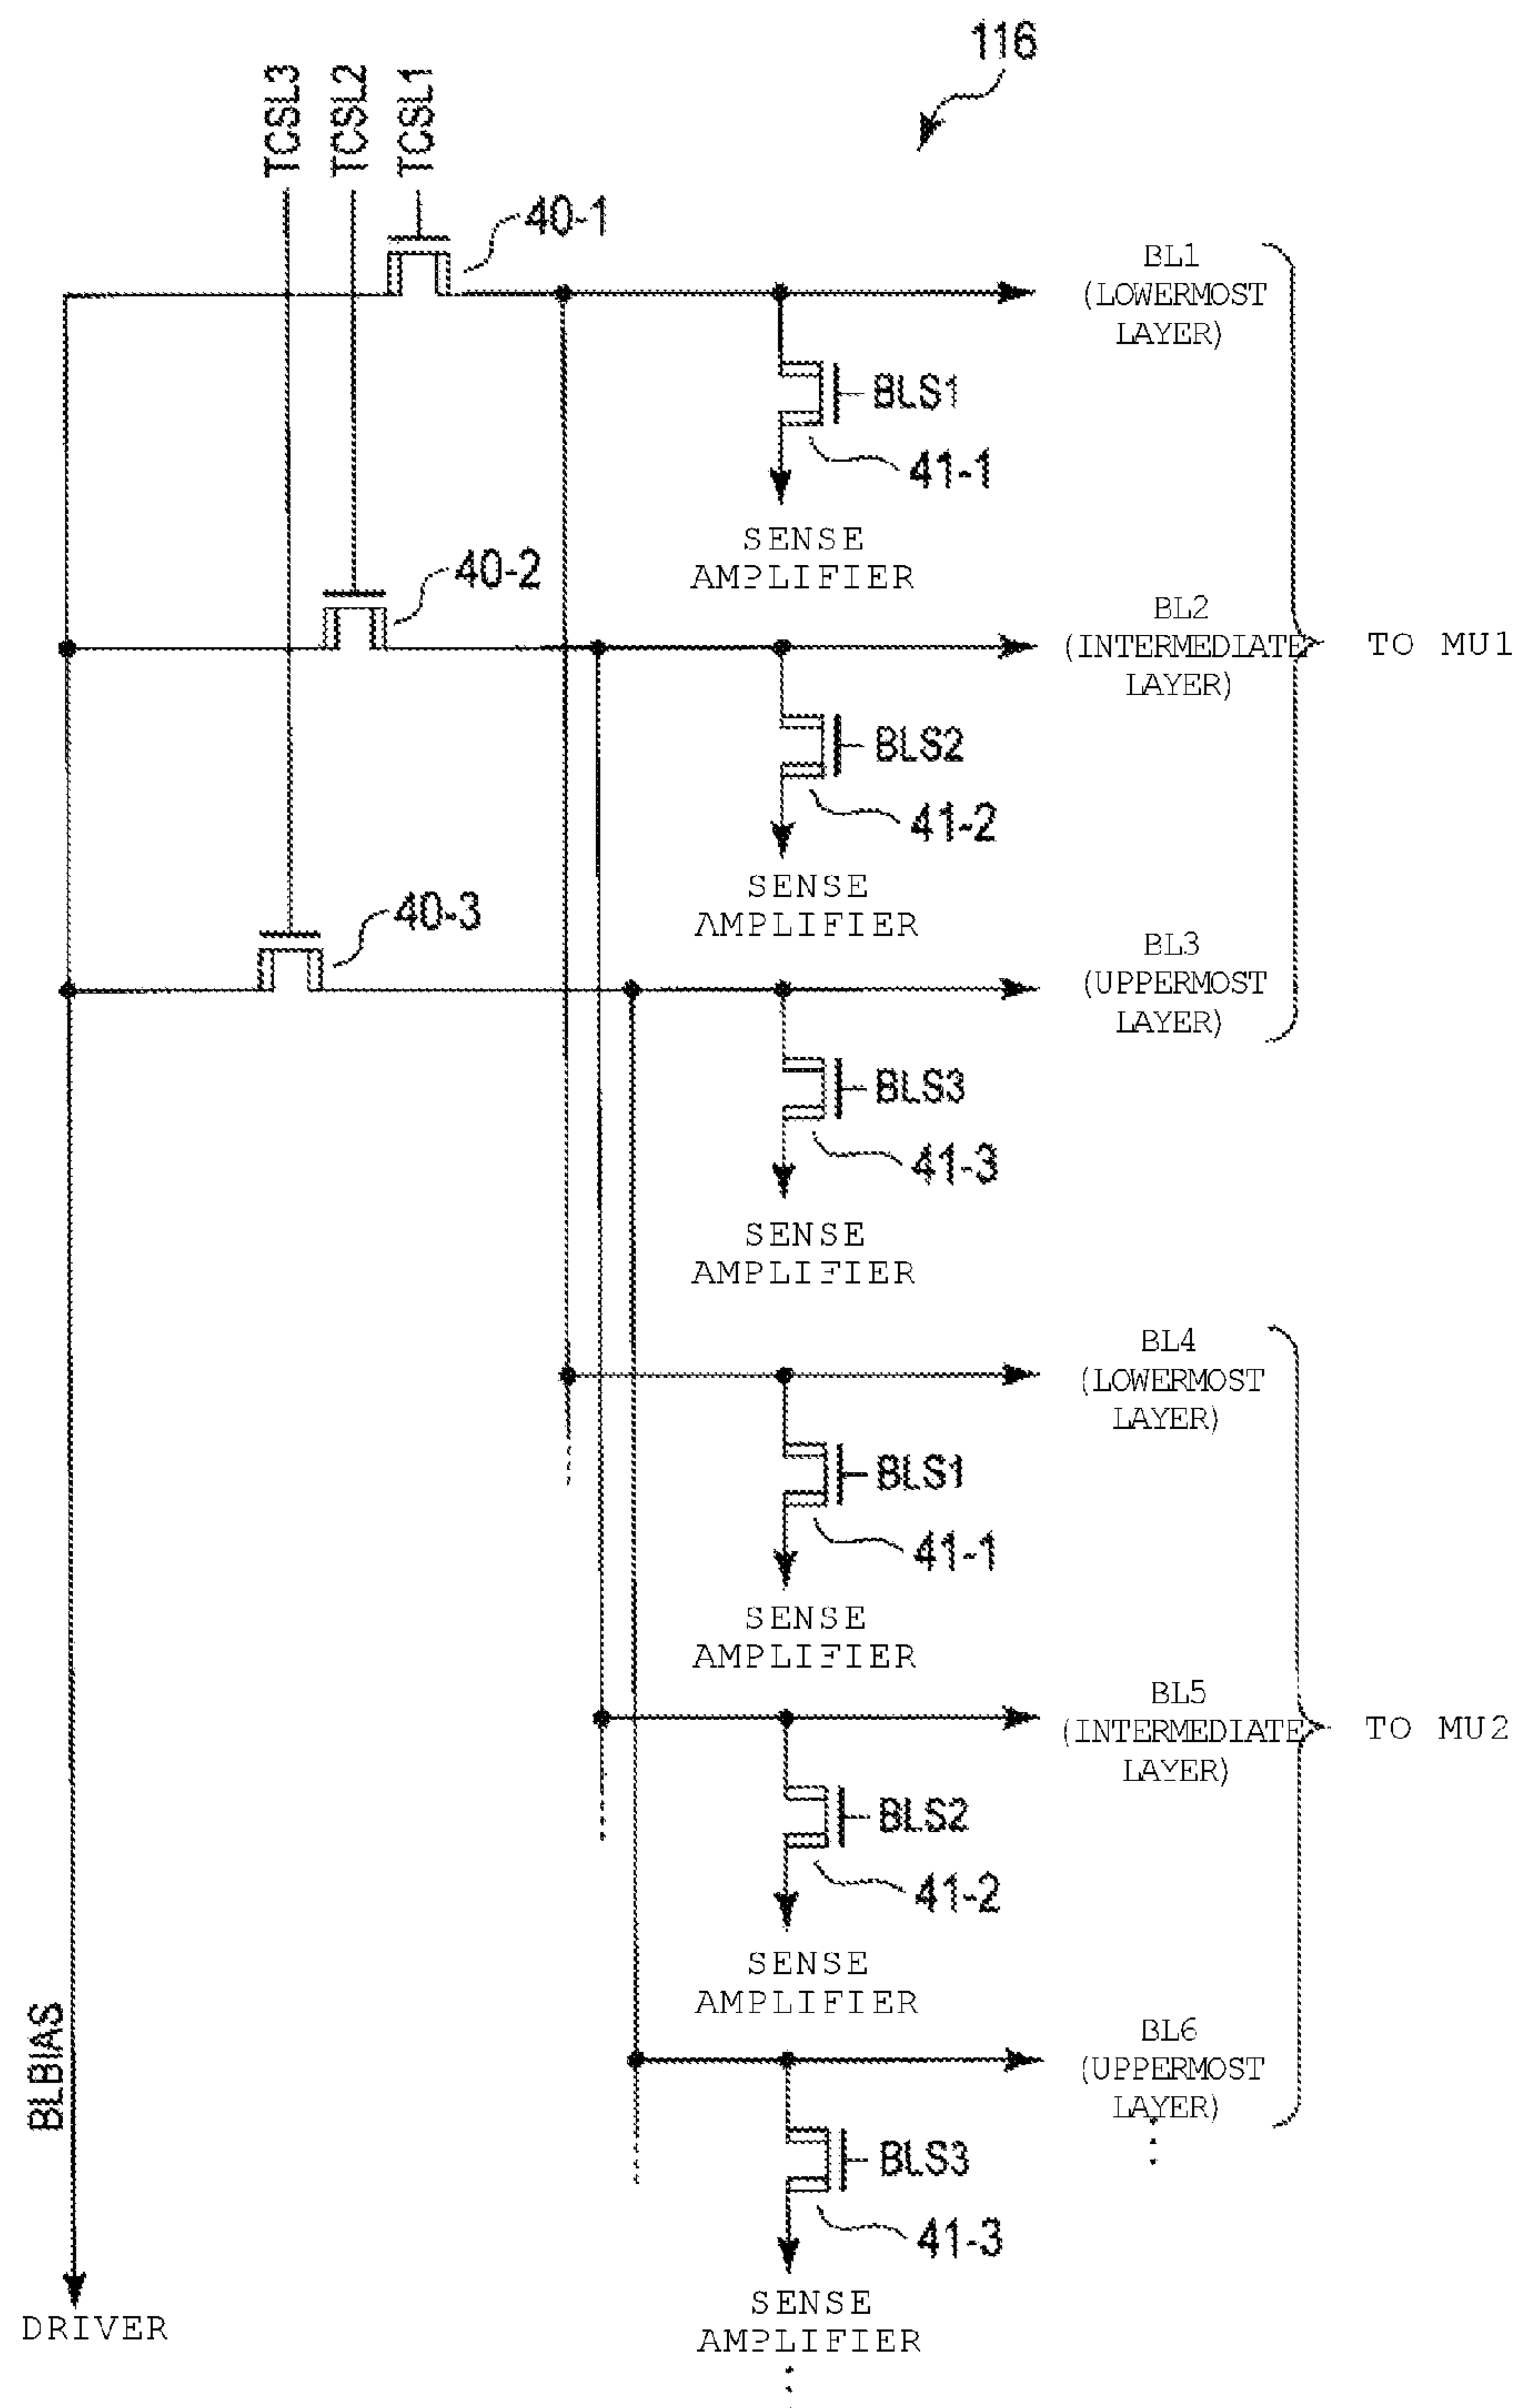 116
TCSL3
TCSL2
TCSL1
40-1
BL1
(LOWERMOST
LAYER)
BLS1
41-1
SENSE
AMPLIFIER
40-2
BL2
(INTERMEDIATE
LAYER)
TO MU1
BLS2
41-2
SENSE
AMPLIFIER
40-3
BL3
(UPPERMOST
LAYER)
BLS3
41-3
SENSE
AMPLIFIER
BL4
(LOWERMOST
LAYER)
BLS1
41-1
SENSE
AMPLIFIER
BL5
(INTERMEDIATE
LAYER)
TO MU2
BLS2
41-2
SENSE
AMPLIFIER
BL6
(UPPERMOST
LAYER)
BLBIAS
BLS3
41-3
SENSE
AMPLIFIER
DRIVER